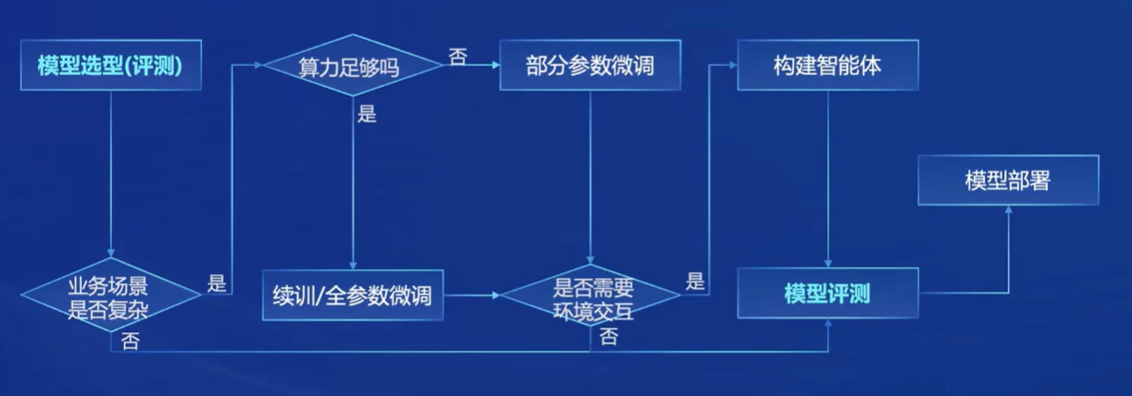 模型选型(评测)
算力足够吗
否
部分参数微调
构建智能体
是
模型部署
业务场景
是否复杂
是
续训/全参数微调
是否需要
环境交互
是
模型评测
否
否